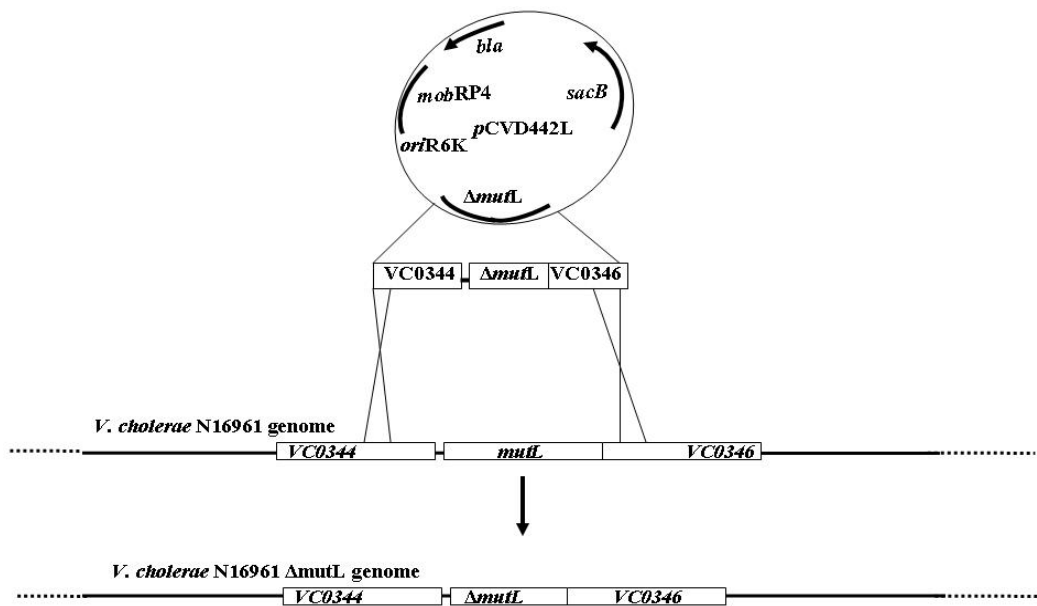 bla
mobRP4
sacB
pCVD442L
oriR6K
ΔmutL
VC0344 ΔmutL VC0346
V. cholerae N16961 genome
VC0344 mutL VC0346
V. cholerae N16961 ΔmutL genome
VC0344 ΔmutL VC0346